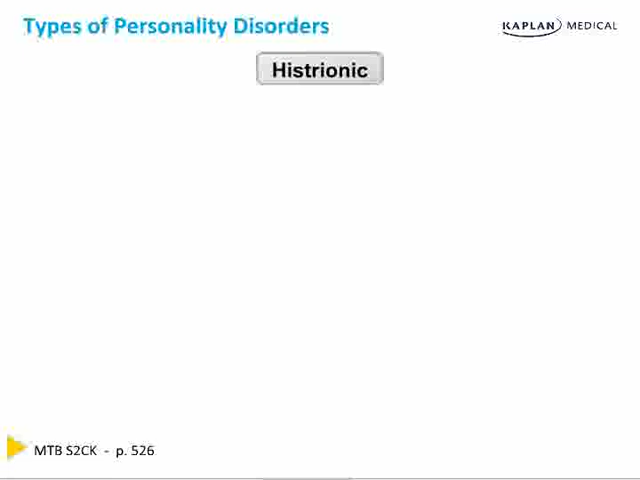 Types of Personality Disorders
KAPLAN MEDICAL
Histrionic
MTB S2CK - p. 526